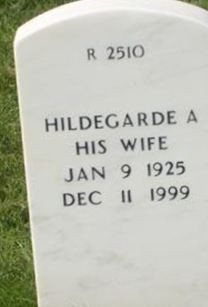 R 2510
HILDEGARDE A
HIS WIFE
JAN 9 1925
DEC 11 1999